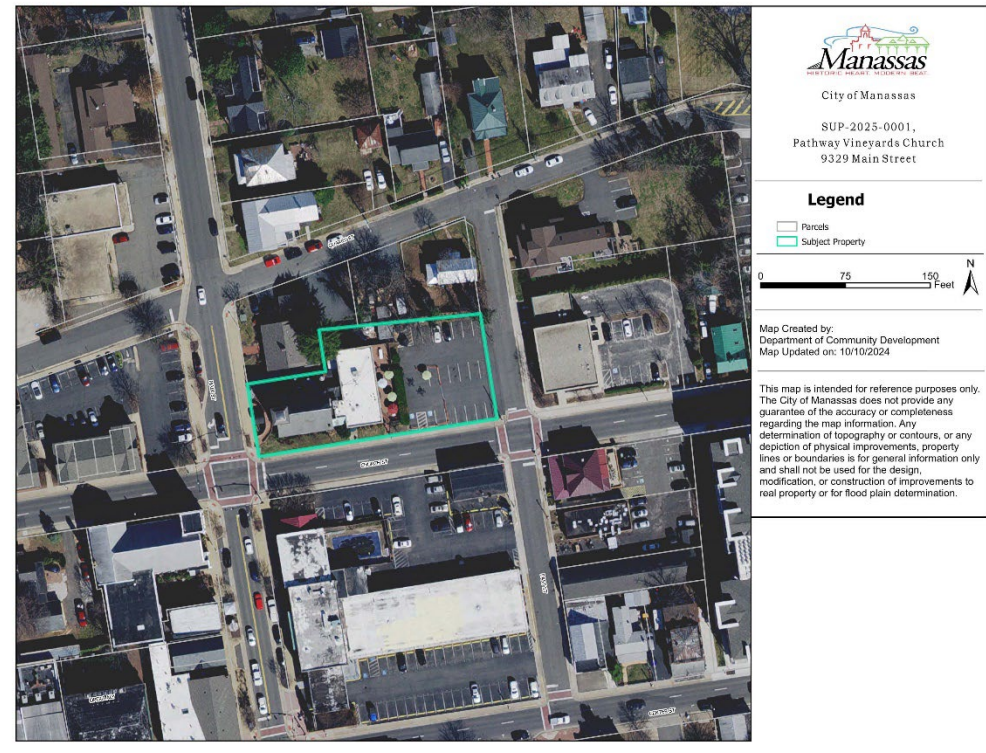 Manassas
HISTORIC HEART. MODERN BEAT.
City of Manassas
SUP-2025-0001,
Pathway Vineyards Church
9329 Main Street
Legend
Parcels
Subject Property
0 75 150
Feet
N
Map Created by:
Department of Community Development
Map Updated on: 10/10/2024
This map is intended for reference purposes only.
The City of Manassas does not provide any
guarantee of the accuracy or completeness
regarding the map information. Any
determination of topography or contours, or any
depiction of physical improvements, property
lines or boundaries is for general information only
and shall not be used for the design,
modification, or construction of improvements to
real property or for flood plain determination.
CHURCH ST